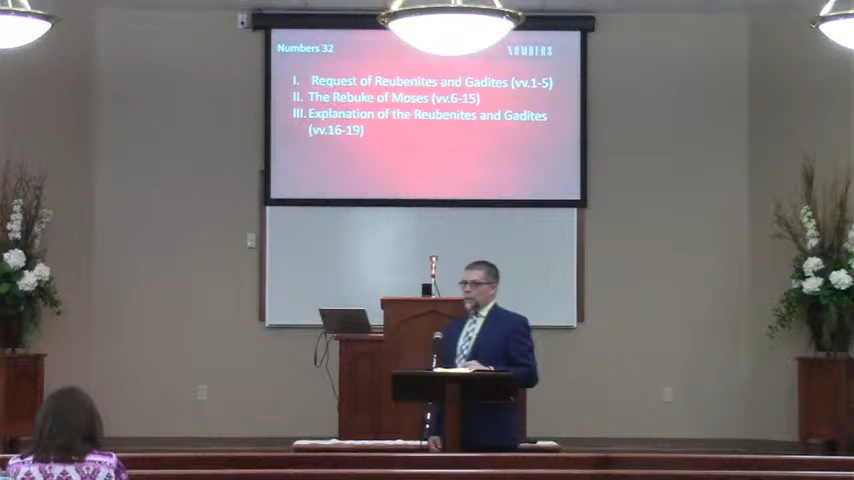 Numbers 32
NUMBERS
I. Request of Reubenites and Gadites (vv.1-5)
II. The Rebuke of Moses (vv.6-15)
III. Explanation of the Reubenites and Gadites
(vv.16-19)